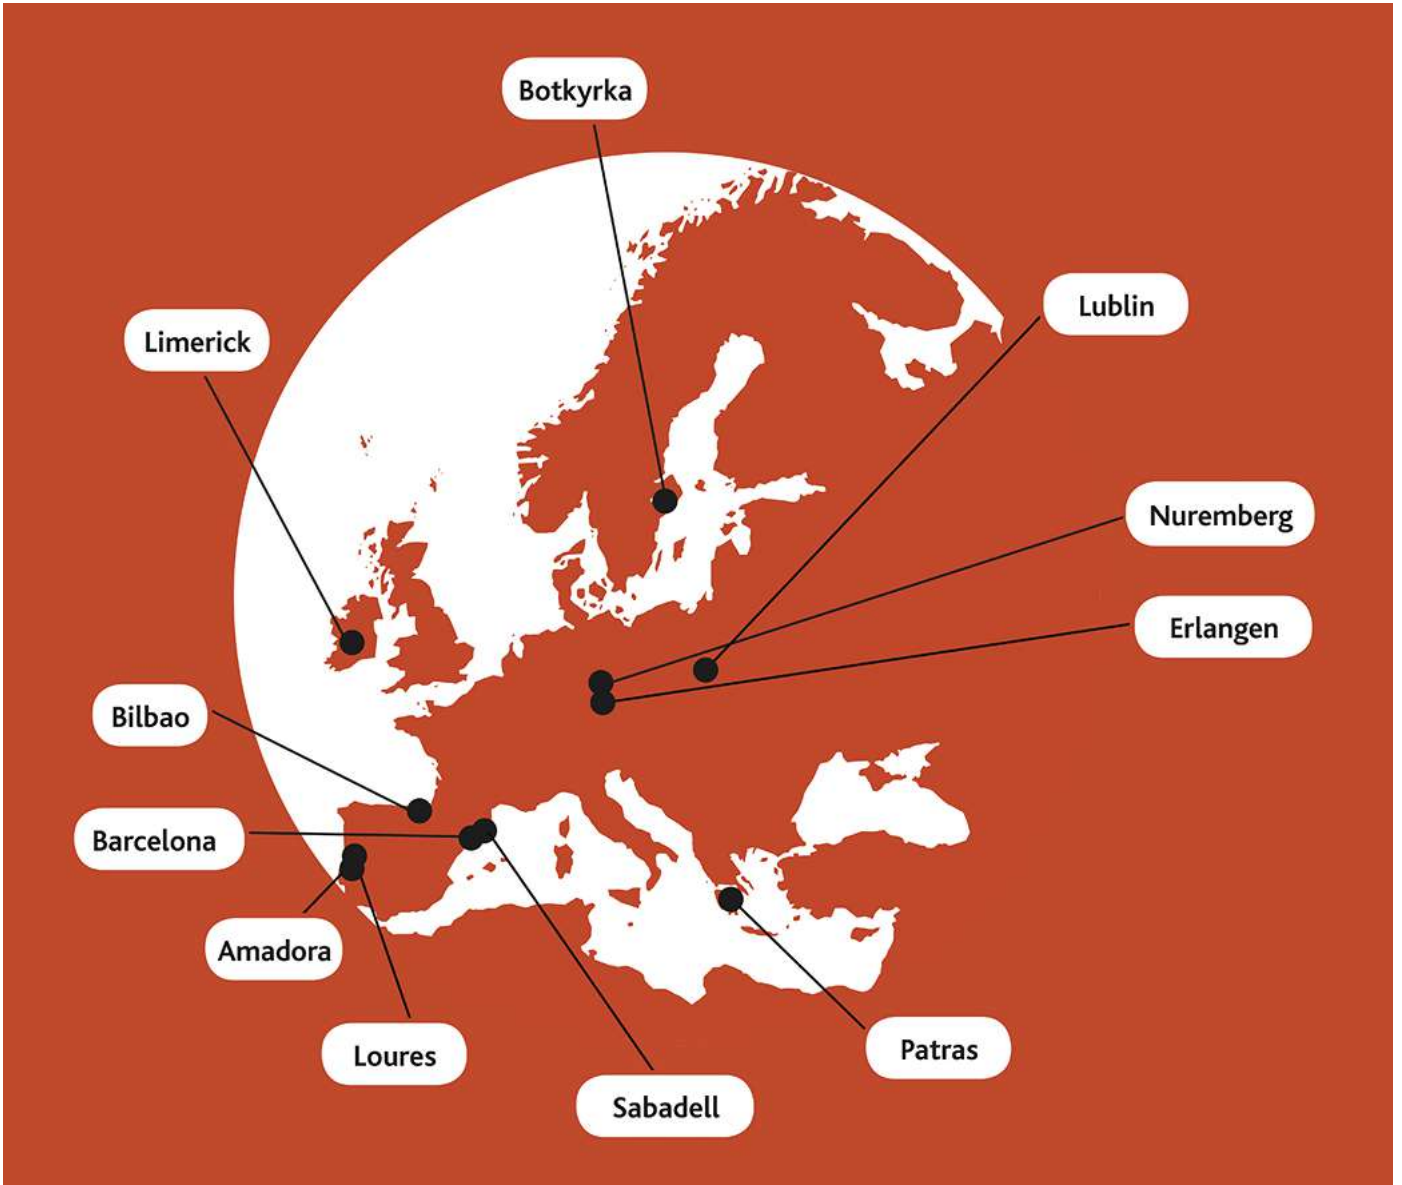 Botkyrka
Lublin
Limerick
Nuremberg
Erlangen
Bilbao
Barcelona
Amadora
Loures
Patras
Sabadell